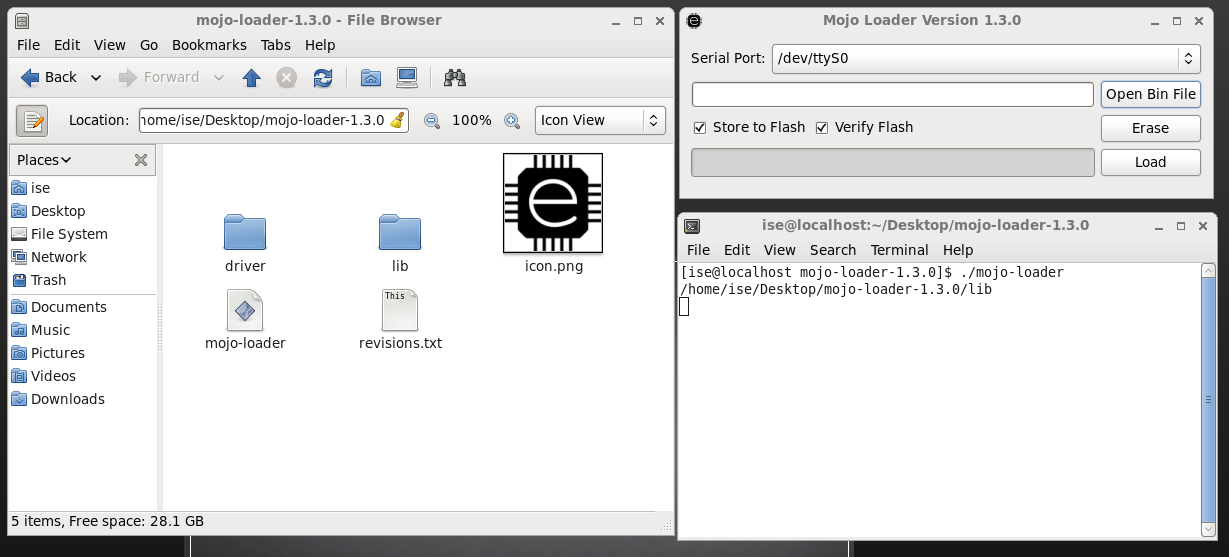 mojo-loader-1.3.0 - File Browser
File Edit View Go Bookmarks Tabs Help
Back Forward
Location: home/ise/Desktop/mojo-loader-1.3.0 100% Icon View
Places
ise
Desktop
File System
Network
Trash
Documents
Music
Pictures
Videos
Downloads
driver
lib
icon.png
mojo-loader
This
revisions.txt
5 items, Free space: 28.1 GB
e
Mojo Loader Version 1.3.0
Serial Port: /dev/ttyS0
Open Bin File
Store to Flash Verify Flash
Erase
Load
ise@localhost:~/Desktop/mojo-loader-1.3.0
File Edit View Search Terminal Help
[ise@localhost mojo-loader-1.3.0]$ ./mojo-loader
/home/ise/Desktop/mojo-loader-1.3.0/lib